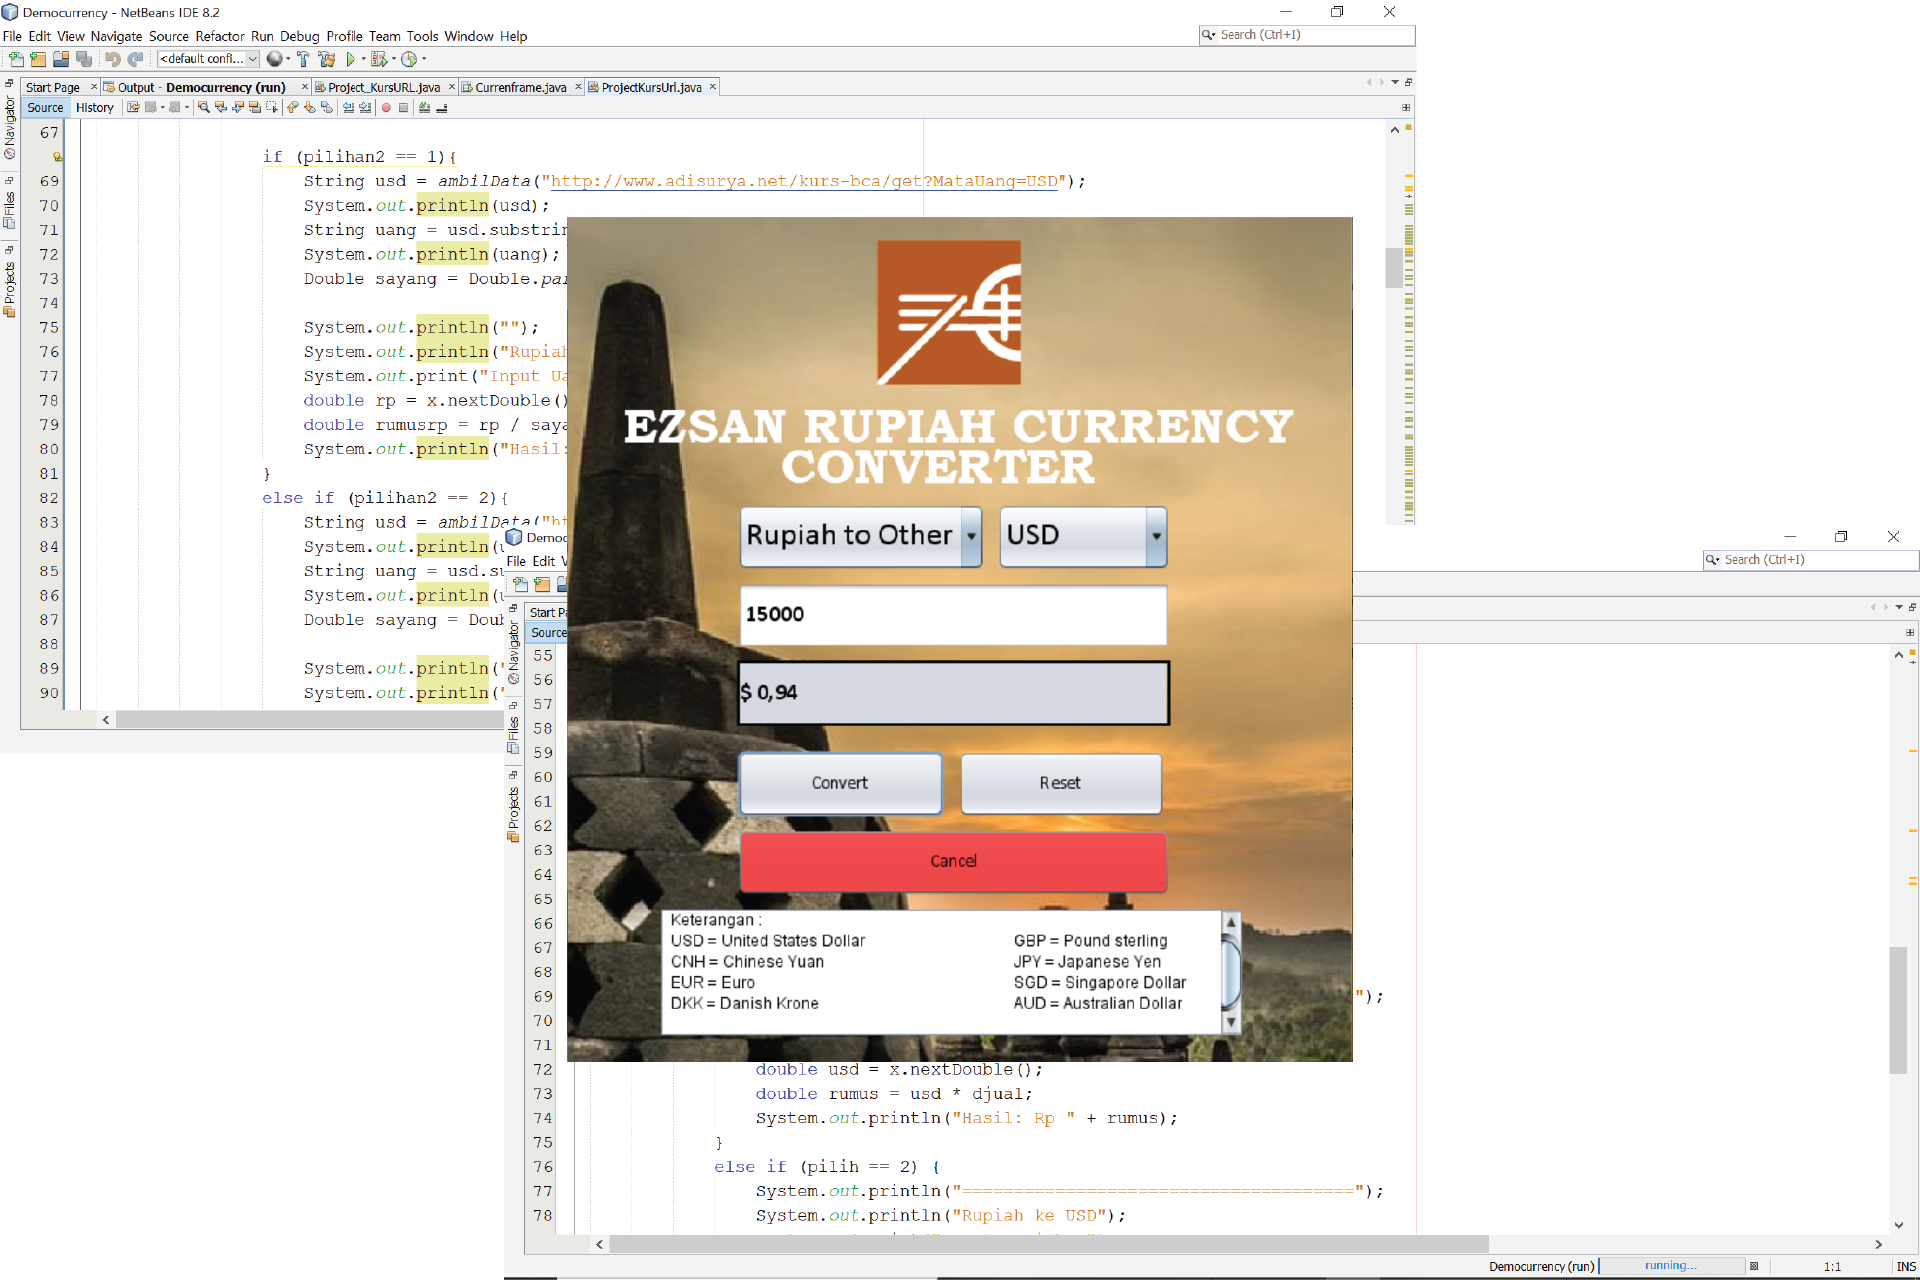 Democurrency - NetBeans IDE 8.2
File Edit View Navigate Source Refactor Run Debug Profile Team Tools Window Help
Search (Ctrl+I)
<default confi...
Start Page
Output - Democurrency (run)
Project_KursURL.java
Currenframe.java
ProjectKursUrl.java
Source History
Navigator
Files
Projects
67
if (pilihan2 == 1){
69 String usd = ambilData("http://www.adisurya.net/kurs-bca/get?MataUang=USD");
70 System.out.println(usd);
71 String uang = usd.substrin
72 System.out.println(uang);
73 Double sayang = Double.par
74
75 System.out.println("");
76 System.out.println("Rupiah
77 System.out.print("Input Ua
78 double rp = x.nextDouble()
79 double rumusrp = rp / saya
80 System.out.println("Hasil:
81 }
82 else if (pilihan2 == 2){
83 String usd = ambilData("ht
84 System.out.println(u
85 String uang = usd.su
86 System.out.println(u
87 Double sayang = Doub
88
89 System.out.println("
90 System.out.println("
EZSAN RUPIAH CURRENCY
CONVERTER
Rupiah to Other
USD
15000
$ 0,94
Convert
Reset
Cancel
Keterangan :
USD = United States Dollar GBP = Pound sterling
CNH = Chinese Yuan JPY = Japanese Yen
EUR = Euro SGD = Singapore Dollar
DKK = Danish Krone AUD = Australian Dollar
Democ
File Edit V
Search (Ctrl+I)
Start Pa
Source
Navigator
Files
Projects
55
56
57
58
59
60
61
62
63
64
65
66
67
68
69 ");
70
71
72 double usd = x.nextDouble();
73 double rumus = usd * djual;
74 System.out.println("Hasil: Rp " + rumus);
75 }
76 else if (pilih == 2) {
77 System.out.println("======================================");
78 System.out.println("Rupiah ke USD");
Democurrency (run)
running...
1:1
INS